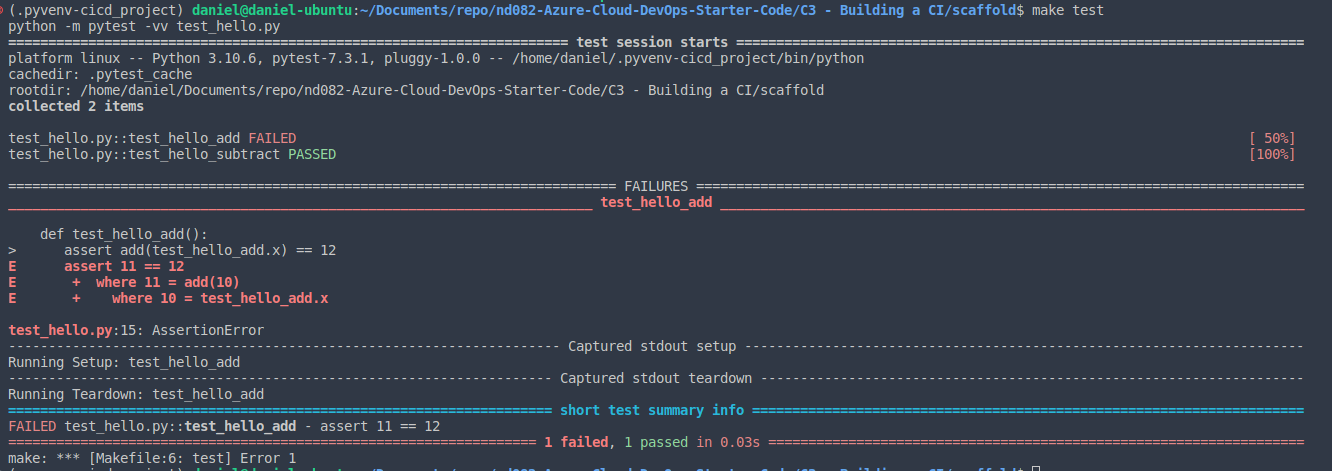 (.pyvenv-cicd_project) daniel@daniel-ubuntu:~/Documents/repo/nd082-Azure-Cloud-DevOps-Starter-Code/C3 - Building a CI/scaffold$ make test
python -m pytest -vv test_hello.py
====================================================================== test session starts =======================================================================
platform linux -- Python 3.10.6, pytest-7.3.1, pluggy-1.0.0 -- /home/daniel/.pyvenv-cicd_project/bin/python
cachedir: .pytest_cache
rootdir: /home/daniel/Documents/repo/nd082-Azure-Cloud-DevOps-Starter-Code/C3 - Building a CI/scaffold
collected 2 items

test_hello.py::test_hello_add FAILED [ 50%]
test_hello.py::test_hello_subtract PASSED [100%]

============================================================================ FAILURES ============================================================================
_________________________________________________________________________ test_hello_add _________________________________________________________________________

    def test_hello_add():
>      assert add(test_hello_add.x) == 12
E      assert 11 == 12
E       +  where 11 = add(10)
E       +    where 10 = test_hello_add.x

test_hello.py:15: AssertionError
--------------------------------------------------------------------- Captured stdout setup ----------------------------------------------------------------------
Running Setup: test_hello_add
-------------------------------------------------------------------- Captured stdout teardown --------------------------------------------------------------------
Running Teardown: test_hello_add
==================================================================== short test summary info =====================================================================
FAILED test_hello.py::test_hello_add - assert 11 == 12
================================================================== 1 failed, 1 passed in 0.03s ===================================================================
make: *** [Makefile:6: test] Error 1